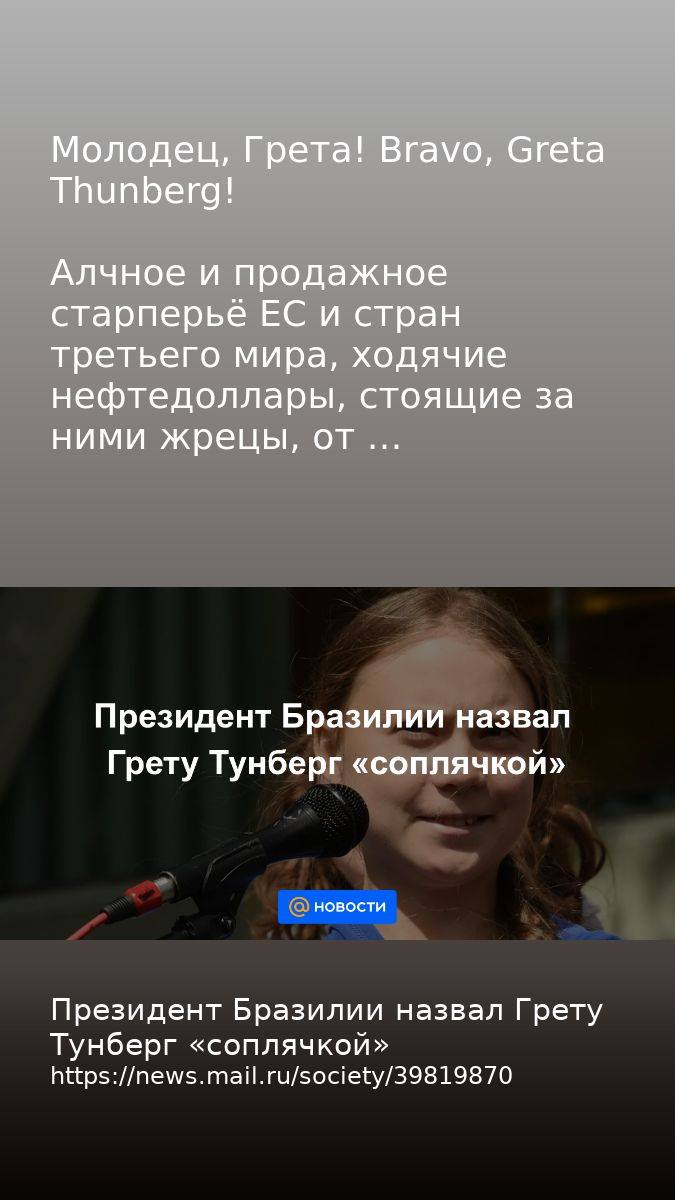 Молодец, Грета! Bravo, Greta
Thunberg!
Алчное и продажное
старперьё ЕС и стран
третьего мира, ходячие
нефтедоллары, стоящие за
ними жрецы, от ...
Президент Бразилии назвал
Грету Тунберг «соплячкой»
@ НОВОСТИ
Президент Бразилии назвал Грету
Тунберг «соплячкой»
https://news.mail.ru/society/39819870